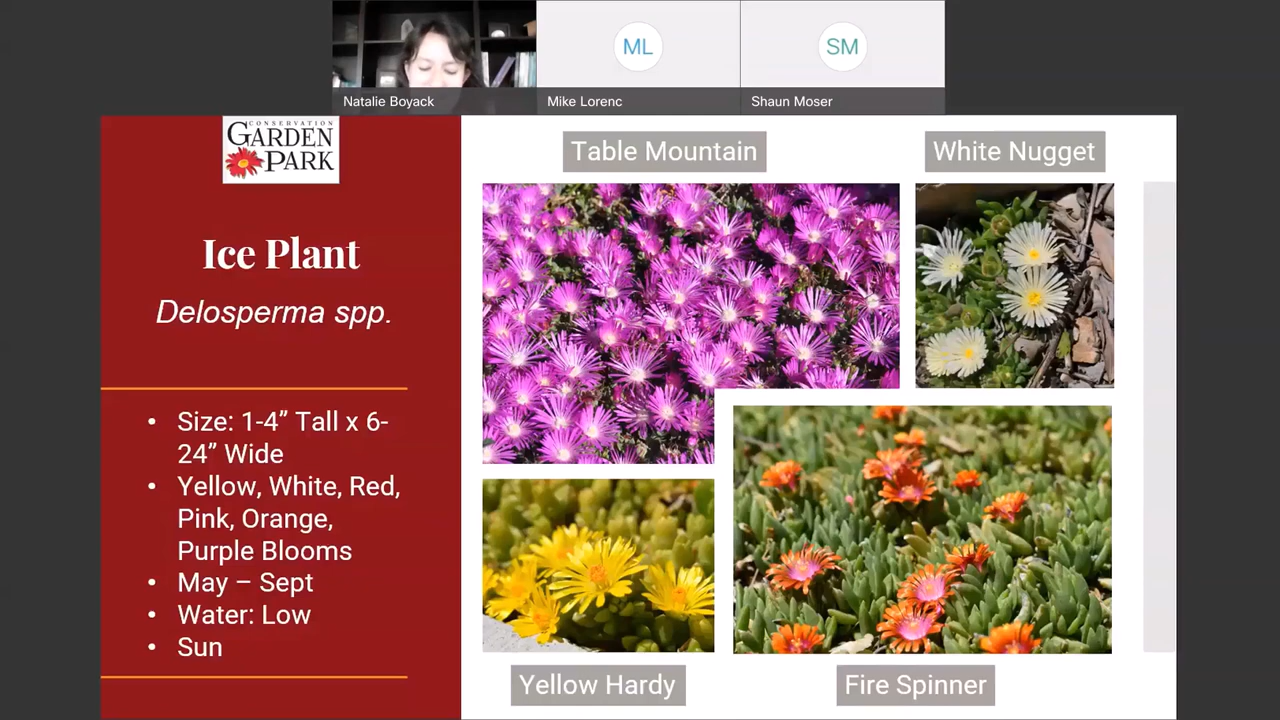 ML
SM
Natalie Boyack
Mike Lorenc
Shaun Moser
CONSERVATION
GARDEN
PARK
Ice Plant
Delosperma spp.
• Size: 1-4” Tall x 6-
24” Wide
• Yellow, White, Red,
Pink, Orange,
Purple Blooms
• May – Sept
• Water: Low
• Sun
Table Mountain
White Nugget
Yellow Hardy
Fire Spinner